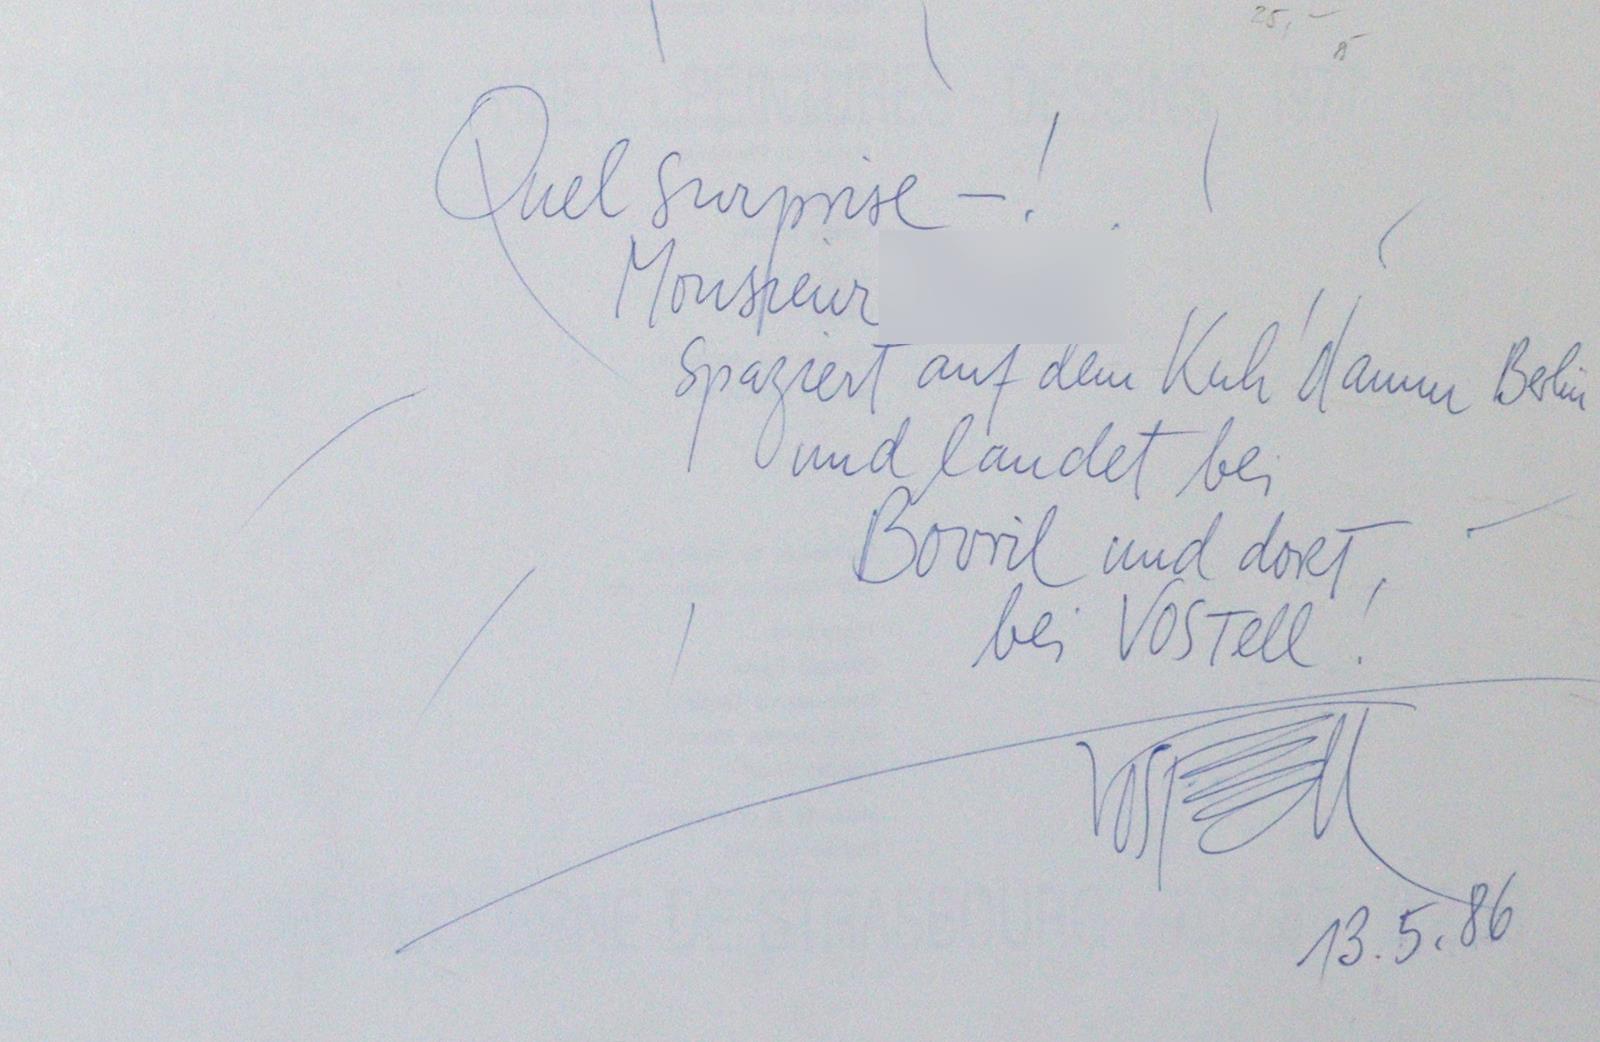 25,-
Quel surprise –!
Monsieur
spaziert auf dem Kuh'damm Berlin
und landet bei
Bovril und dort,
bei VOSTell!
Vostell
13.5.86